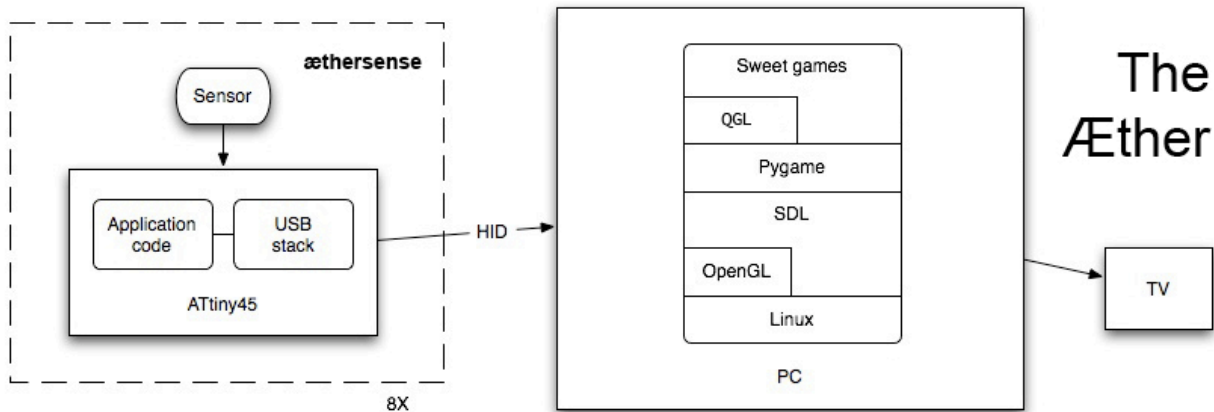 æthersense
Sensor
Application
code
USB
stack
ATtiny45
8X
HID
Sweet games
QGL
Pygame
SDL
OpenGL
Linux
PC
The
Æther
TV